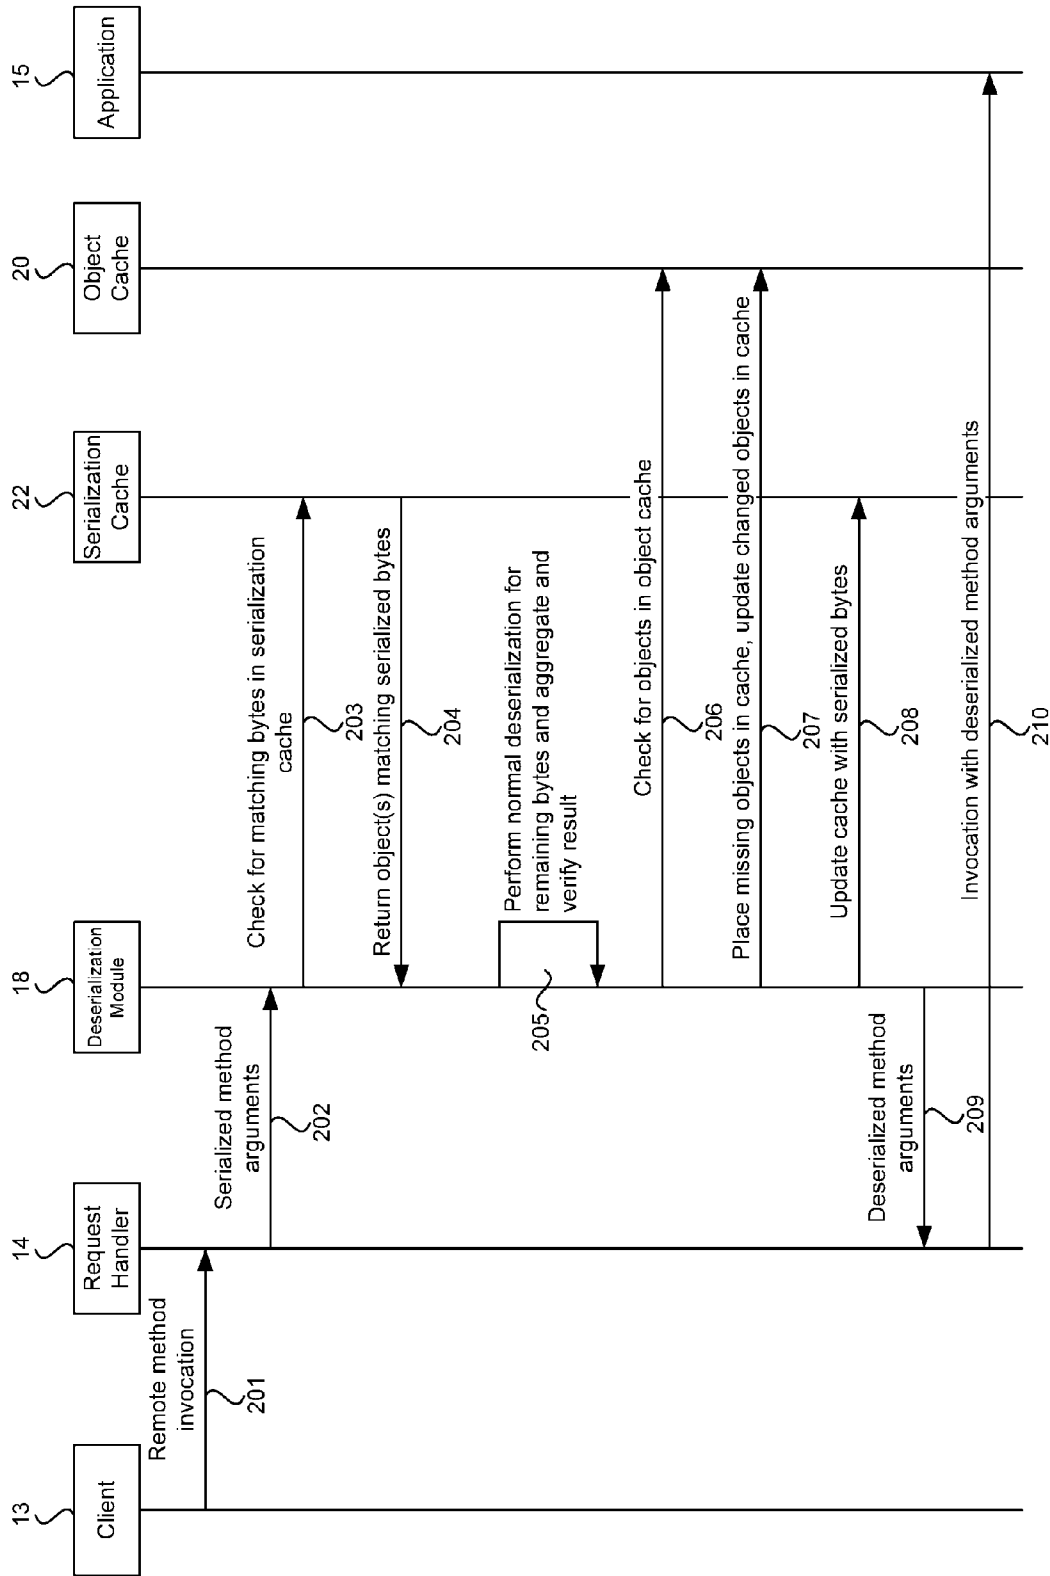 13
Client
14
Request
Handler
18
Deserialization
Module
22
Serialization
Cache
20
Object
Cache
15
Application
Remote method
invocation
201
Serialized method
arguments
202
Check for matching bytes in serialization
cache
203
Return object(s) matching serialized bytes
204
Perform normal deserialization for
remaining bytes and aggregate and
verify result
205
Check for objects in object cache
206
Place missing objects in cache, update changed objects in cache
207
Update cache with serialized bytes
208
Deserialized method
arguments
209
Invocation with deserialized method arguments
210